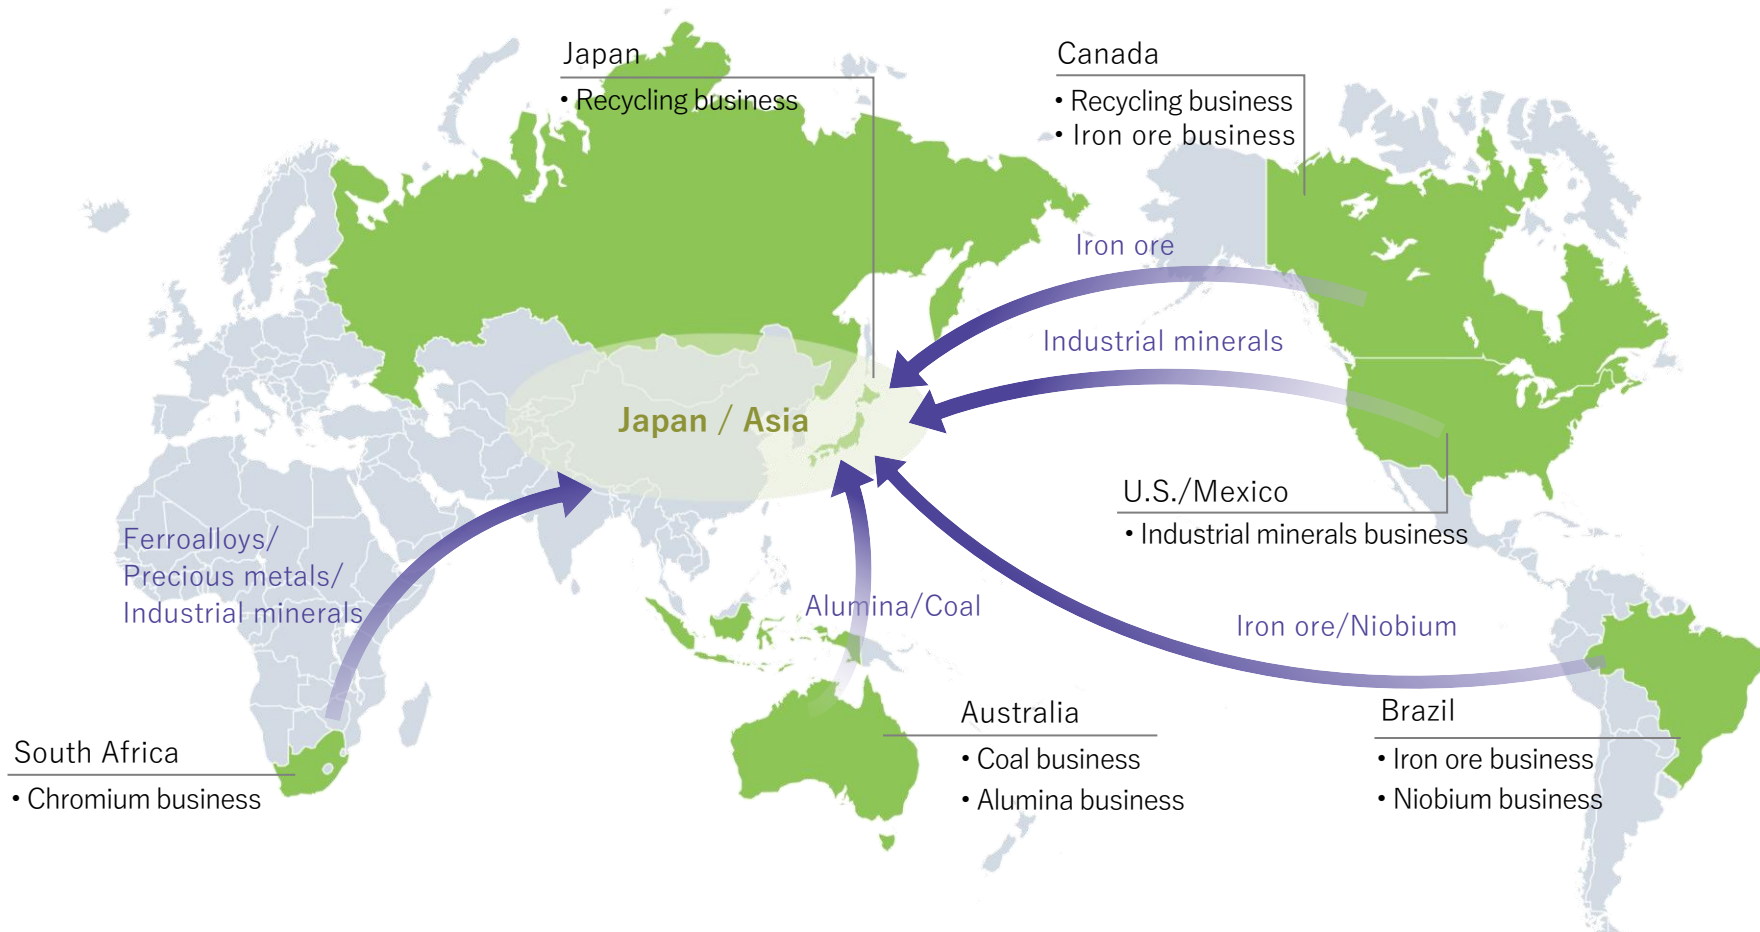 Japan
• Recycling business
Canada
• Recycling business
• Iron ore business
Iron ore
Industrial minerals
Japan / Asia
U.S./Mexico
• Industrial minerals business
Ferroalloys/
Precious metals/
Industrial minerals
Alumina/Coal
Iron ore/Niobium
South Africa
• Chromium business
Australia
• Coal business
• Alumina business
Brazil
• Iron ore business
• Niobium business